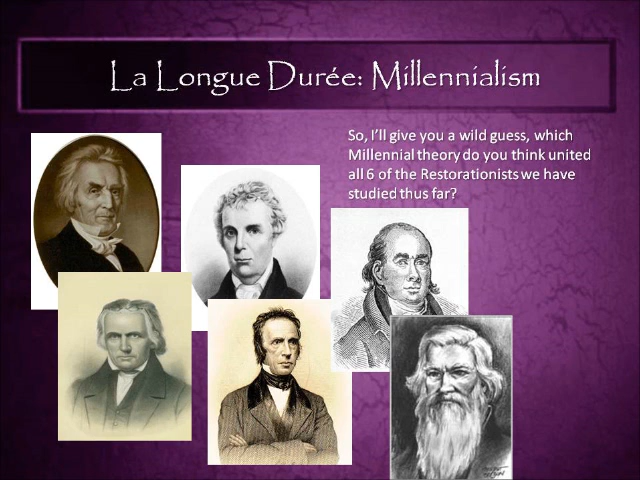 La Longue Durée: Millennialism
So, I'll give you a wild guess, which
Millennial theory do you think united
all 6 of the Restorationists we have
studied thus far?